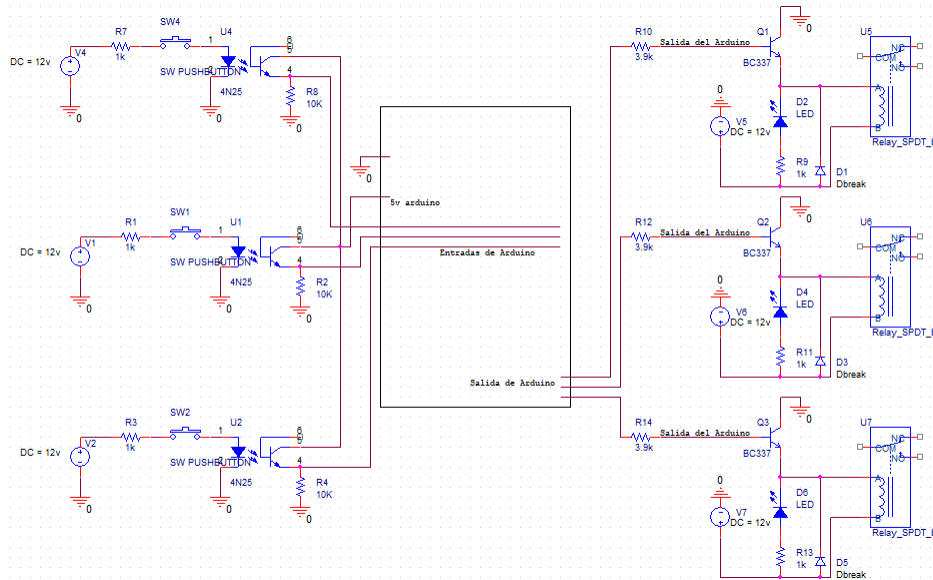 SW4
R7
1k
V4
DC = 12v
0
1
U4
6
5
4
2
SW PUSHBUTTON
4N25
0
R8
10K
0
SW1
R1
1k
V1
DC = 12v
0
1
U1
6
5
4
2
SW PUSHBUTTON
4N25
0
R2
10K
0
SW2
R3
1k
V2
DC = 12v
0
1
U2
6
5
4
2
SW PUSHBUTTON
4N25
0
R4
10K
0
0
5v arduino
Entradas de Arduino
Salida de Arduino
R10
3.9k
Salida del Arduino
Q1
BC337
0
U5
NC
COM
NO
A
B
Relay_SPDT_I
D2
LED
0
V5
DC = 12v
R9
1k
D1
Dbreak
R12
3.9k
Salida del Arduino
Q2
BC337
0
U6
NC
COM
NO
A
B
Relay_SPDT_I
D4
LED
0
V6
DC = 12v
R11
1k
D3
Dbreak
R14
3.9k
Salida del Arduino
Q3
BC337
0
U7
NC
COM
NO
A
B
Relay_SPDT_I
D6
LED
0
V7
DC = 12v
R13
1k
D5
Dbreak